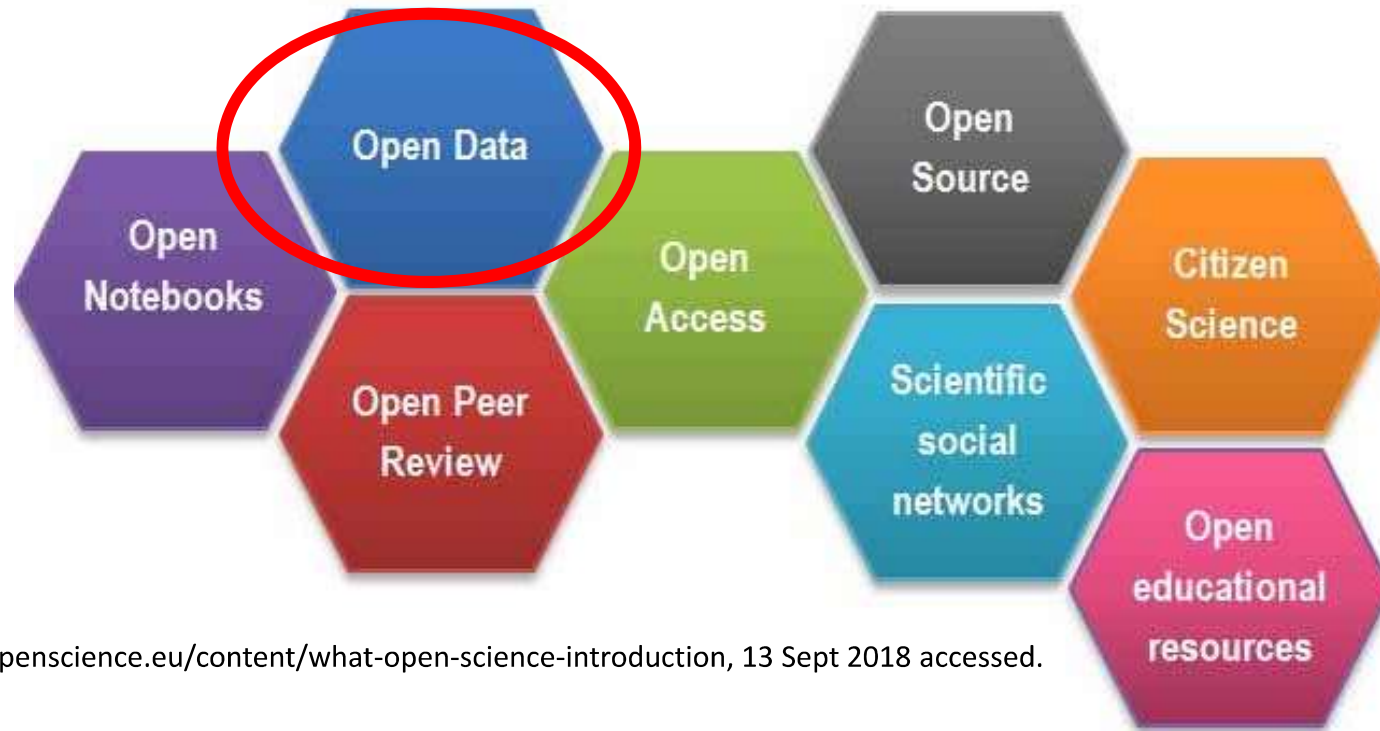 Open Data
Open
Notebooks
Open Peer
Review
Open
Access
Open
Source
Scientific
social
networks
Citizen
Science
Open
educational
resources
penscience.eu/content/what-open-science-introduction, 13 Sept 2018 accessed.